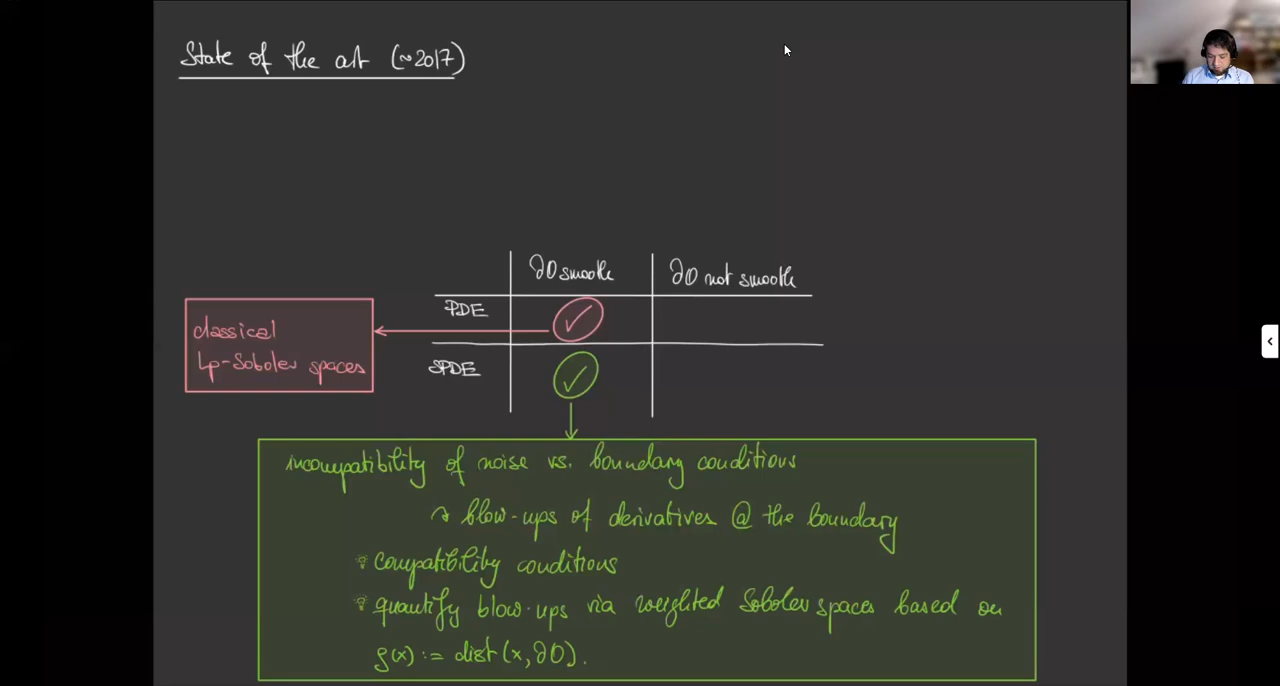 State of the art (~2017)
∂O smooth
∂O not smooth
PDE
✓
classical
Lp-Sobolev spaces
SPDE
✓
incompatibility of noise vs. boundary conditions
⤳ blow-ups of derivatives @ the boundary
compatibility conditions
quantify blow-ups via weighted Sobolev spaces based on
ρ(x) := dist(x, ∂O).